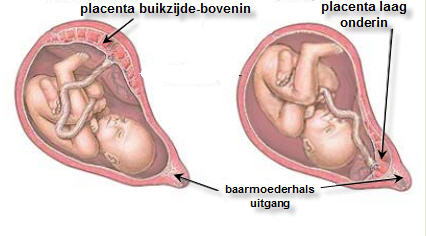 placenta buikzijde-bovenin
placenta laag
onderin
baarmoederhals
uitgang